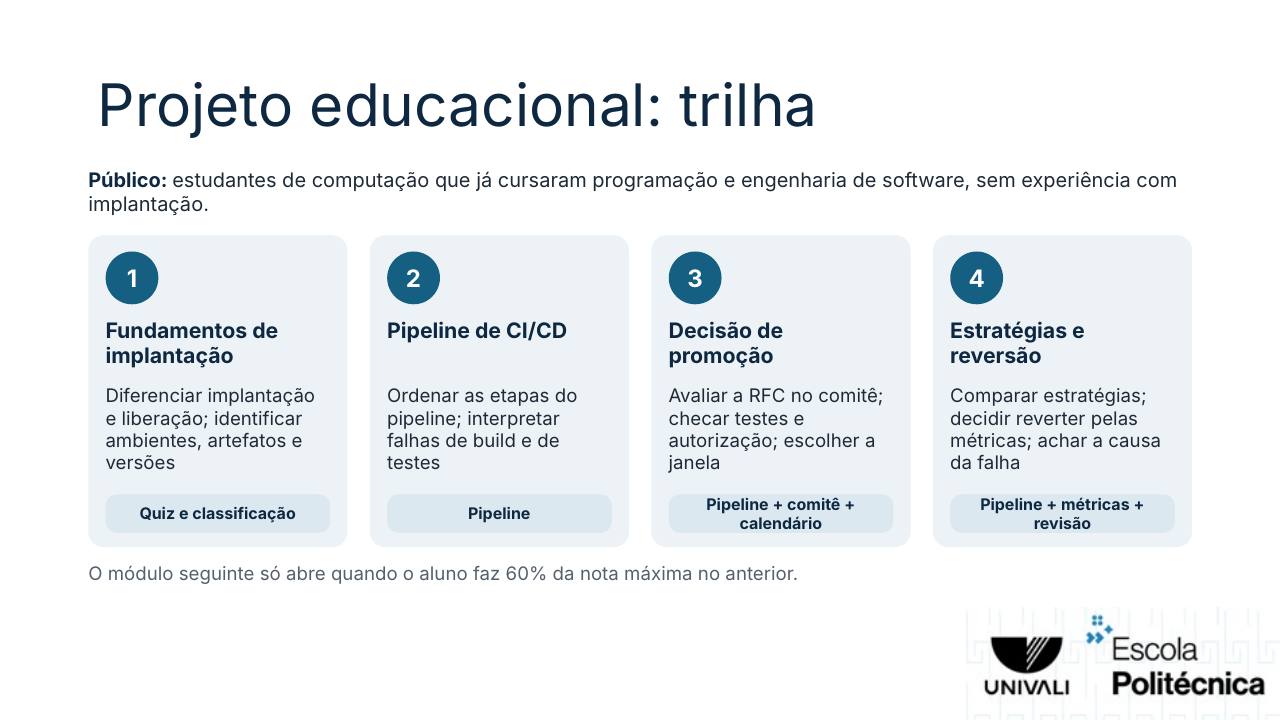 Projeto educacional: trilha
Público: estudantes de computação que já cursaram programação e engenharia de software, sem experiência com
implantação.
1
Fundamentos de
implantação
Diferenciar implantação
e liberação; identificar
ambientes, artefatos e
versões
Quiz e classificação
2
Pipeline de CI/CD
Ordenar as etapas do
pipeline; interpretar
falhas de build e de
testes
Pipeline
3
Decisão de
promoção
Avaliar a RFC no comitê;
checar testes e
autorização; escolher a
janela
Pipeline + comitê +
calendário
4
Estratégias e
reversão
Comparar estratégias;
decidir reverter pelas
métricas; achar a causa
da falha
Pipeline + métricas +
revisão
O módulo seguinte só abre quando o aluno faz 60% da nota máxima no anterior.
UNIVALI
Escola
Politécnica